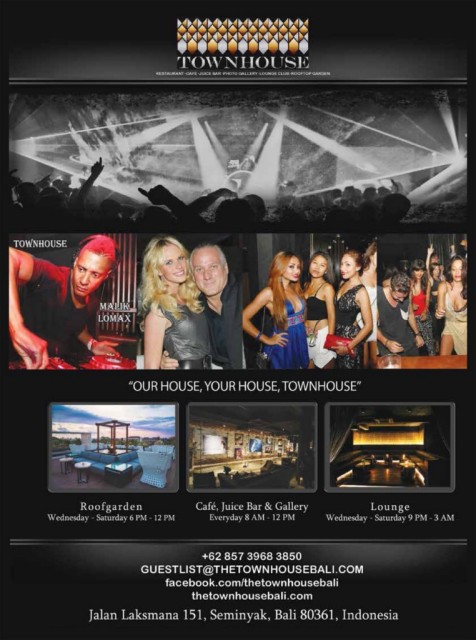 TOWNHOUSE
RESTAURANT · CAFE · JUICE BAR · PHOTO GALLERY · LOUNGE CLUB · ROOFTOP GARDEN
TOWNHOUSE
MALIK
LOMAX
"OUR HOUSE, YOUR HOUSE, TOWNHOUSE"
Roofgarden
Wednesday - Saturday 6 PM - 12 PM
Café, Juice Bar & Gallery
Everyday 8 AM - 12 PM
Lounge
Wednesday - Saturday 9 PM - 3 AM
+62 857 3968 3850
GUESTLIST@THETOWNHOUSEBALI.COM
facebook.com/thetownhousebali
thetownhousebali.com
Jalan Laksmana 151, Seminyak, Bali 80361, Indonesia